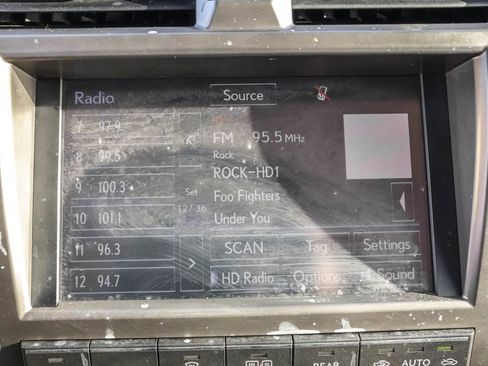 Radio
Source
7 97.9
8 99.5
9 100.3
10 101.1
11 96.3
12 94.7
Set
12/36
FM 95.5 MHz
Rock
ROCK-HD1
Foo Fighters
Under You
SCAN Tag Settings
HD Radio Options Sound
REAR AUTO